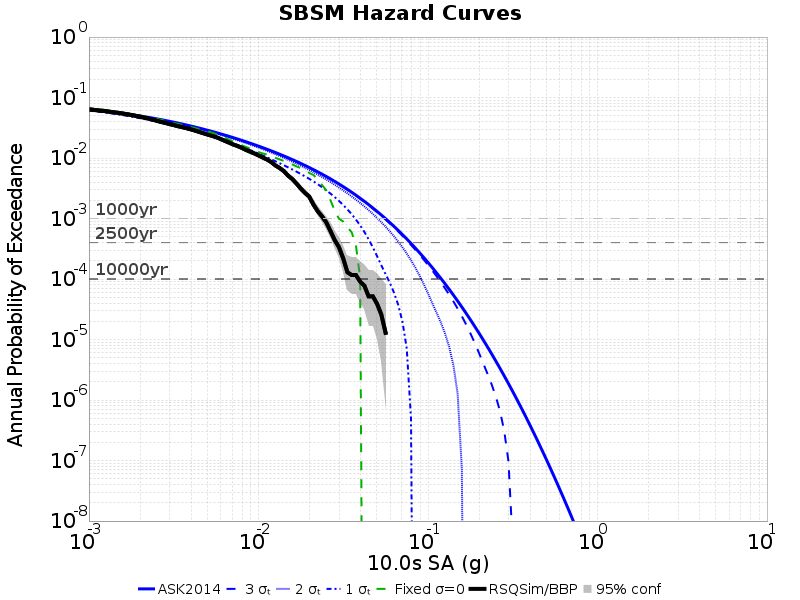 SBSM Hazard Curves
Annual Probability of Exceedance
10^0
10^-1
10^-2
10^-3
10^-4
10^-5
10^-6
10^-7
10^-8
1000yr
2500yr
10000yr
10^-3 10^-2 10^-1 10^0 10^1
10.0s SA (g)
ASK2014 3 σₜ 2 σₜ 1 σₜ Fixed σ=0 RSQSim/BBP 95% conf